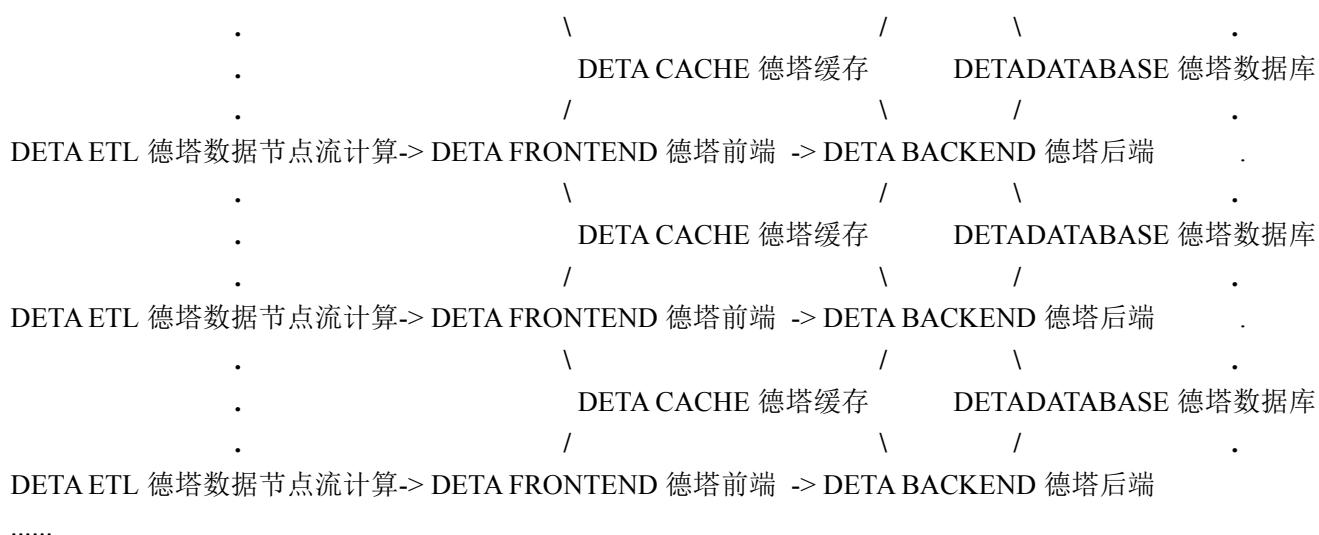 . \ / \ .
. DETA CACHE 德塔缓存 DETADATABASE 德塔数据库
. / \ / .
DETA ETL 德塔数据节点流计算-> DETA FRONTEND 德塔前端 -> DETA BACKEND 德塔后端 .
. \ / \ .
. DETA CACHE 德塔缓存 DETADATABASE 德塔数据库
. / \ / .
DETA ETL 德塔数据节点流计算-> DETA FRONTEND 德塔前端 -> DETA BACKEND 德塔后端 .
. \ / \ .
. DETA CACHE 德塔缓存 DETADATABASE 德塔数据库
. / \ / .
DETA ETL 德塔数据节点流计算-> DETA FRONTEND 德塔前端 -> DETA BACKEND 德塔后端
......